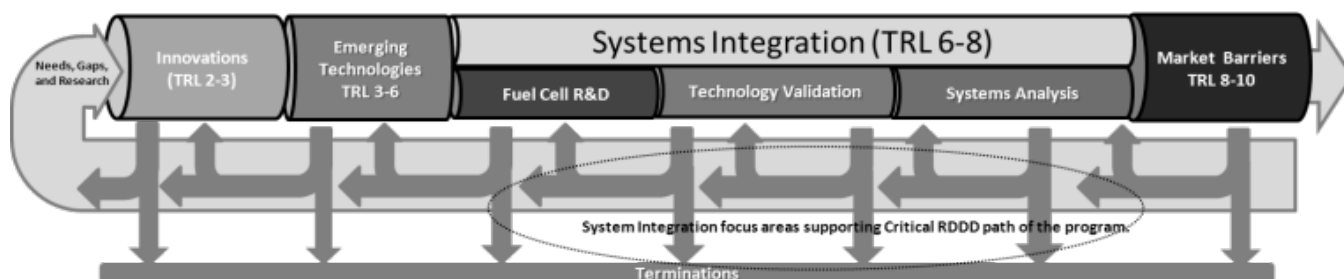 Needs, Gaps,
and Research
Innovations
(TRL 2-3)
Emerging
Technologies
TRL 3-6
Systems Integration (TRL 6-8)
Fuel Cell R&D
Technology Validation
Systems Analysis
Market Barriers
TRL 8-10
System Integration focus areas supporting Critical RDDD path of the program.
Terminations